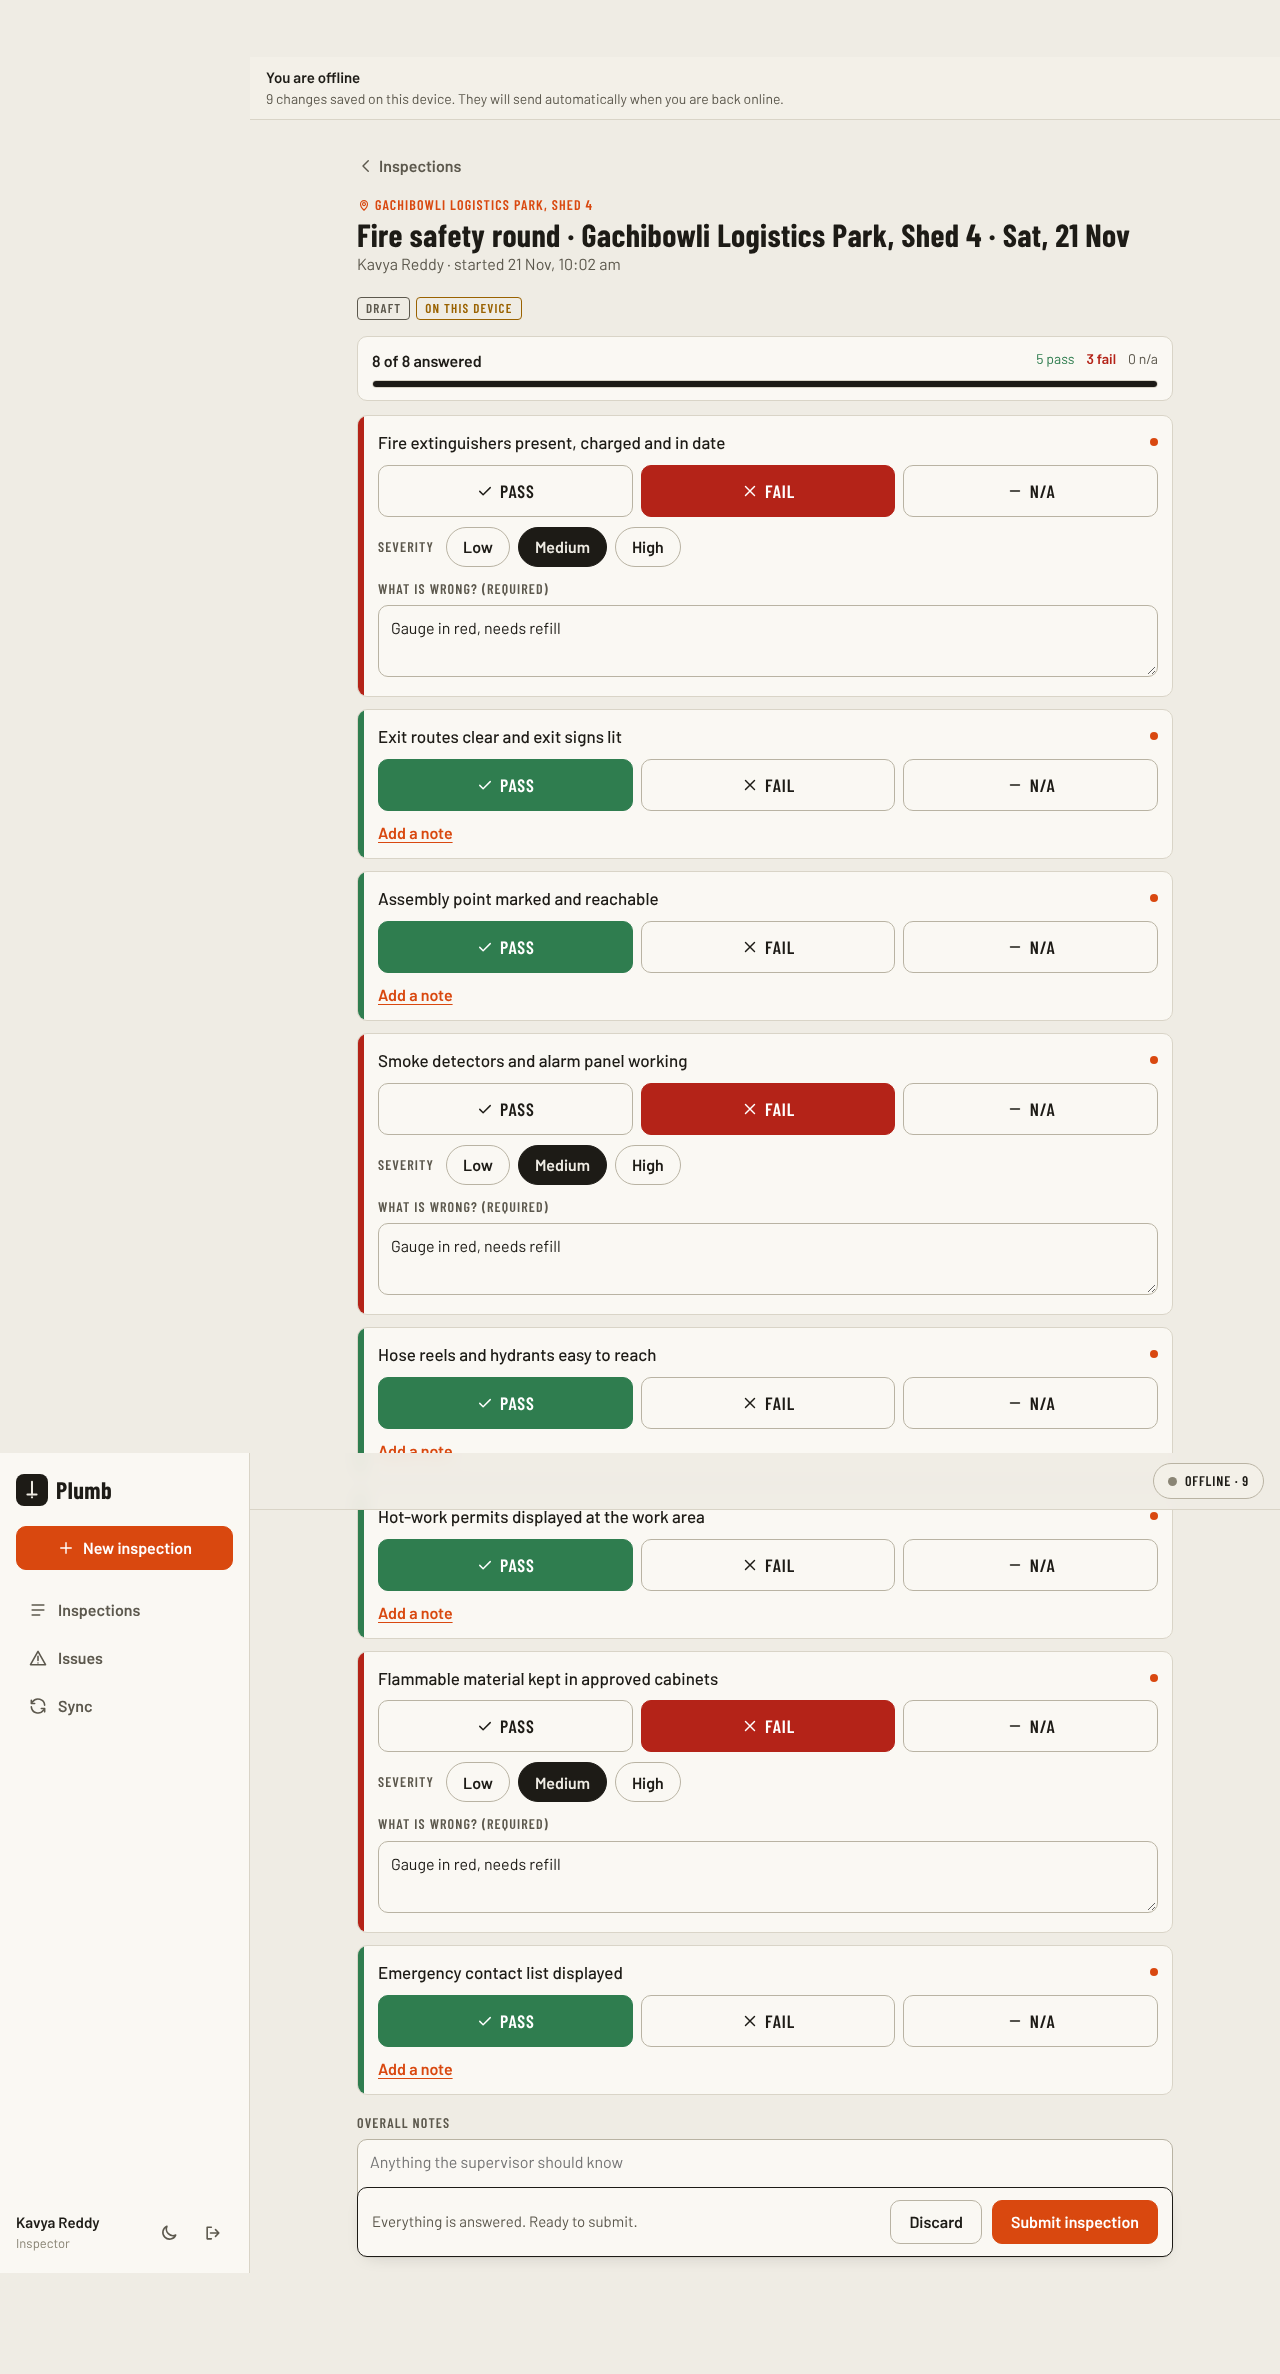 You are offline
9 changes saved on this device. They will send automatically when you are back online.
Inspections
GACHIBOWLI LOGISTICS PARK, SHED 4
Fire safety round · Gachibowli Logistics Park, Shed 4 · Sat, 21 Nov
Kavya Reddy · started 21 Nov, 10:02 am
DRAFT ON THIS DEVICE
8 of 8 answered 5 pass 3 fail 0 n/a
Fire extinguishers present, charged and in date
PASS FAIL N/A
SEVERITY Low Medium High
WHAT IS WRONG? (REQUIRED)
Gauge in red, needs refill
Exit routes clear and exit signs lit
PASS FAIL N/A
Add a note
Assembly point marked and reachable
PASS FAIL N/A
Add a note
Smoke detectors and alarm panel working
PASS FAIL N/A
SEVERITY Low Medium High
WHAT IS WRONG? (REQUIRED)
Gauge in red, needs refill
Hose reels and hydrants easy to reach
PASS FAIL N/A
Add a note
OFFLINE · 9
Hot-work permits displayed at the work area
PASS FAIL N/A
Add a note
Flammable material kept in approved cabinets
PASS FAIL N/A
SEVERITY Low Medium High
WHAT IS WRONG? (REQUIRED)
Gauge in red, needs refill
Emergency contact list displayed
PASS FAIL N/A
Add a note
OVERALL NOTES
Anything the supervisor should know
Everything is answered. Ready to submit. Discard Submit inspection
Plumb
New inspection
Inspections
Issues
Sync
Kavya Reddy
Inspector